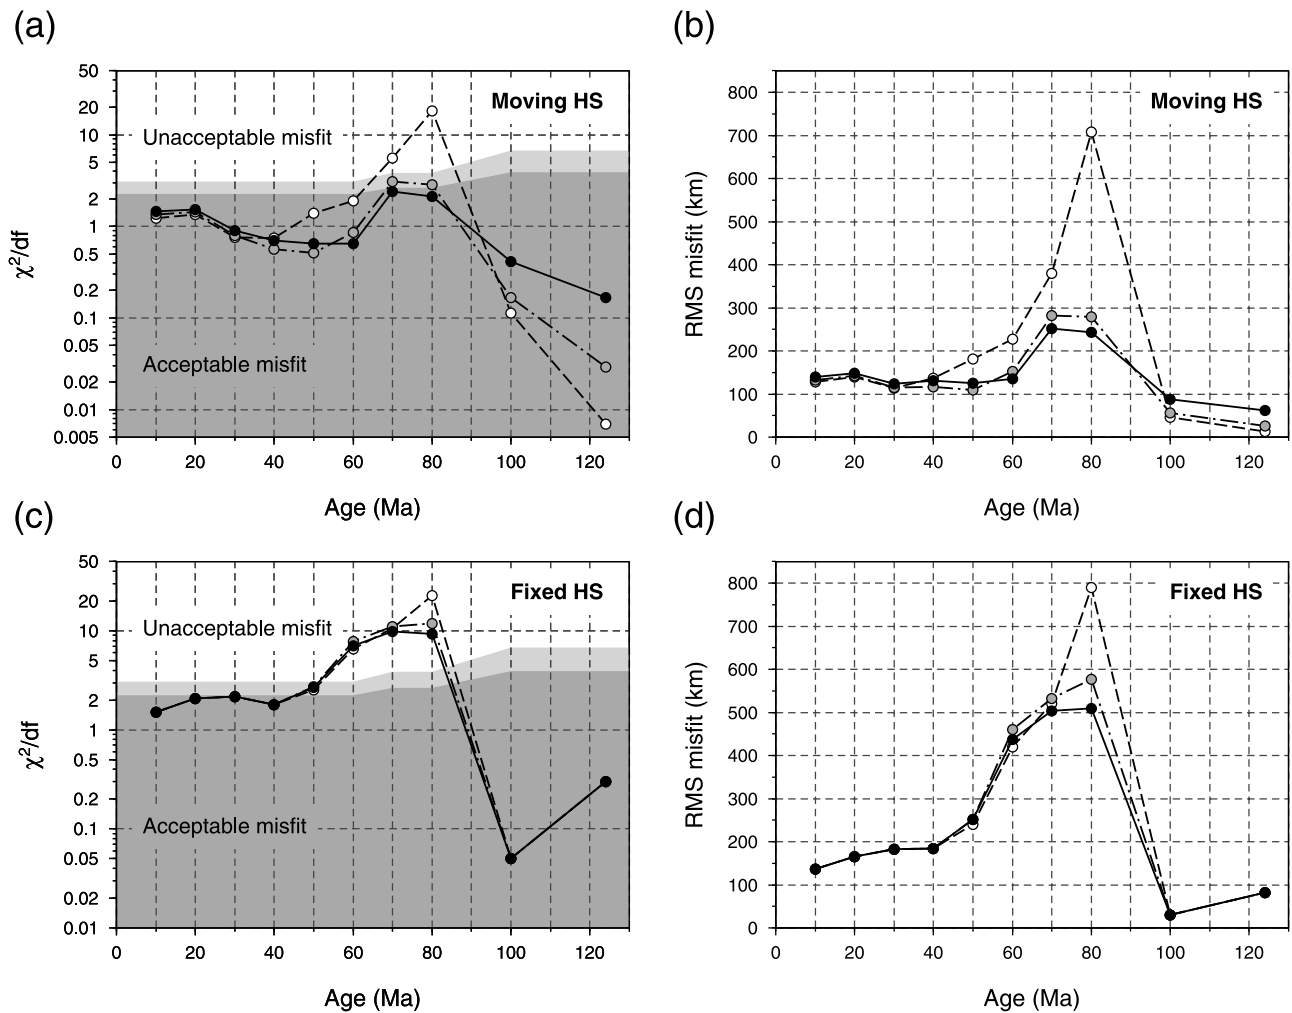 (a)
50
20
10
5
2
1
0.5
0.2
0.1
0.05
0.02
0.01
0.005
χ²/df
Moving HS
Unacceptable misfit
Acceptable misfit
0 20 40 60 80 100 120
Age (Ma)
(b)
800
700
600
500
400
300
200
100
0
RMS misfit (km)
Moving HS
0 20 40 60 80 100 120
Age (Ma)
(c)
50
20
10
5
2
1
0.5
0.2
0.1
0.05
0.02
0.01
χ²/df
Fixed HS
Unacceptable misfit
Acceptable misfit
0 20 40 60 80 100 120
Age (Ma)
(d)
800
700
600
500
400
300
200
100
0
RMS misfit (km)
Fixed HS
0 20 40 60 80 100 120
Age (Ma)